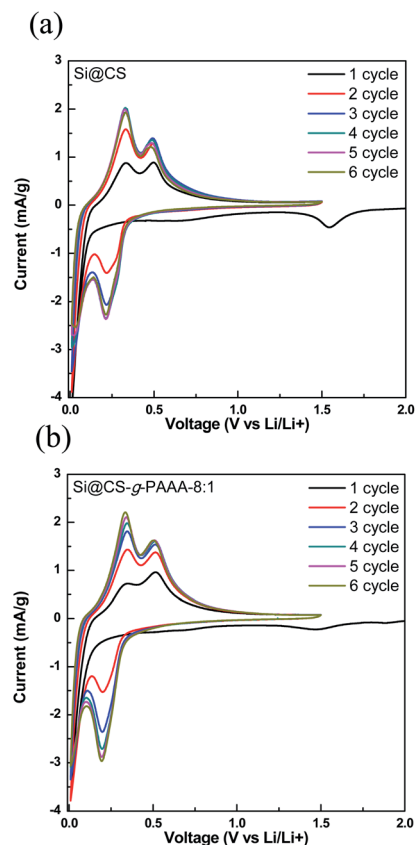 (a)
Si@CS
1 cycle
2 cycle
3 cycle
4 cycle
5 cycle
6 cycle
3
2
1
0
-1
-2
-3
-4
Current (mA/g)
0.0 0.5 1.0 1.5 2.0
Voltage (V vs Li/Li+)
(b)
Si@CS-g-PAAA-8:1
1 cycle
2 cycle
3 cycle
4 cycle
5 cycle
6 cycle
3
2
1
0
-1
-2
-3
-4
Current (mA/g)
0.0 0.5 1.0 1.5 2.0
Voltage (V vs Li/Li+)